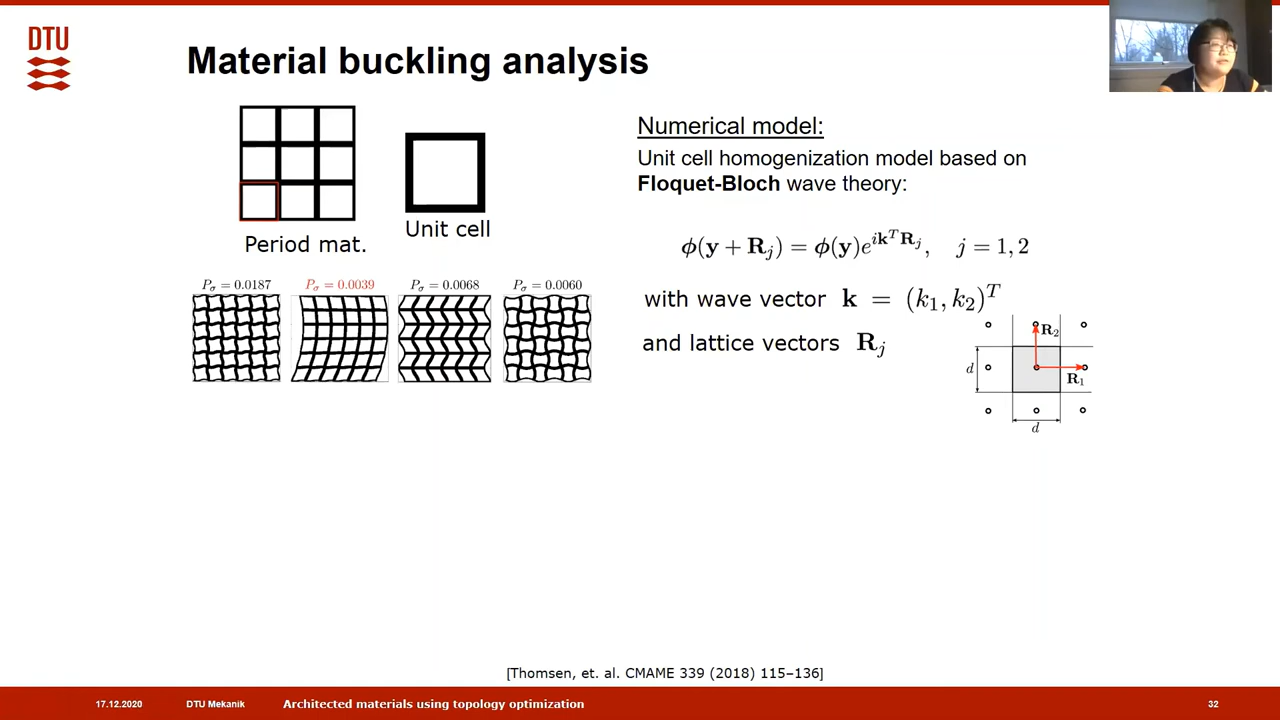 DTU
Material buckling analysis
Period mat.
Unit cell
P_σ = 0.0187
P_σ = 0.0039
P_σ = 0.0068
P_σ = 0.0060
Numerical model:
Unit cell homogenization model based on
Floquet-Bloch wave theory:
ϕ(y + R_j) = ϕ(y)e^{ik^T R_j}, j = 1, 2
with wave vector k = (k_1, k_2)^T
and lattice vectors R_j
R_2
d
R_1
d
[Thomsen, et. al. CMAME 339 (2018) 115–136]
17.12.2020 DTU Mekanik Architected materials using topology optimization 32